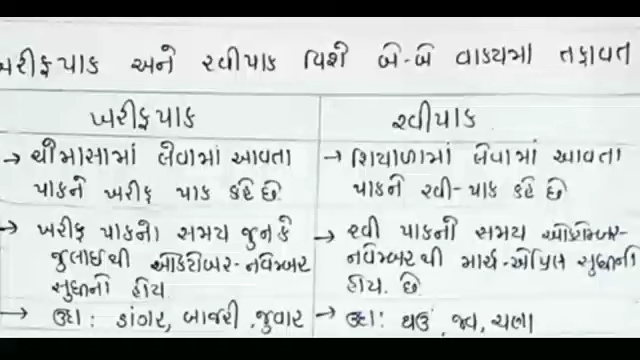 ખરીફપાક અને રવીપાક વિશે બે-બે વાક્યમાં તફાવત
ખરીફપાક
રવીપાક
→ ચોમાસામાં લેવામાં આવતા
પાકને ખરીફ પાક કહે છે
→ શિયાળામાં લેવામાં આવતા
પાકને રવી-પાક કહે છે
→ ખરીફ પાકનો સમય જુન કે
જુલાઈથી ઓક્ટોબર-નવેમ્બર
સુધીનો હોય.
→ રવી પાકનો સમય ઓક્ટોમ્બર-
નવેમ્બરથી માર્ચ-એપ્રિલ સુધીનો
હોય. છે
→ ઉદા: ડાંગર, બાજરી, જુવાર
→ ઉદા: ઘઉં, જવ, ચણા